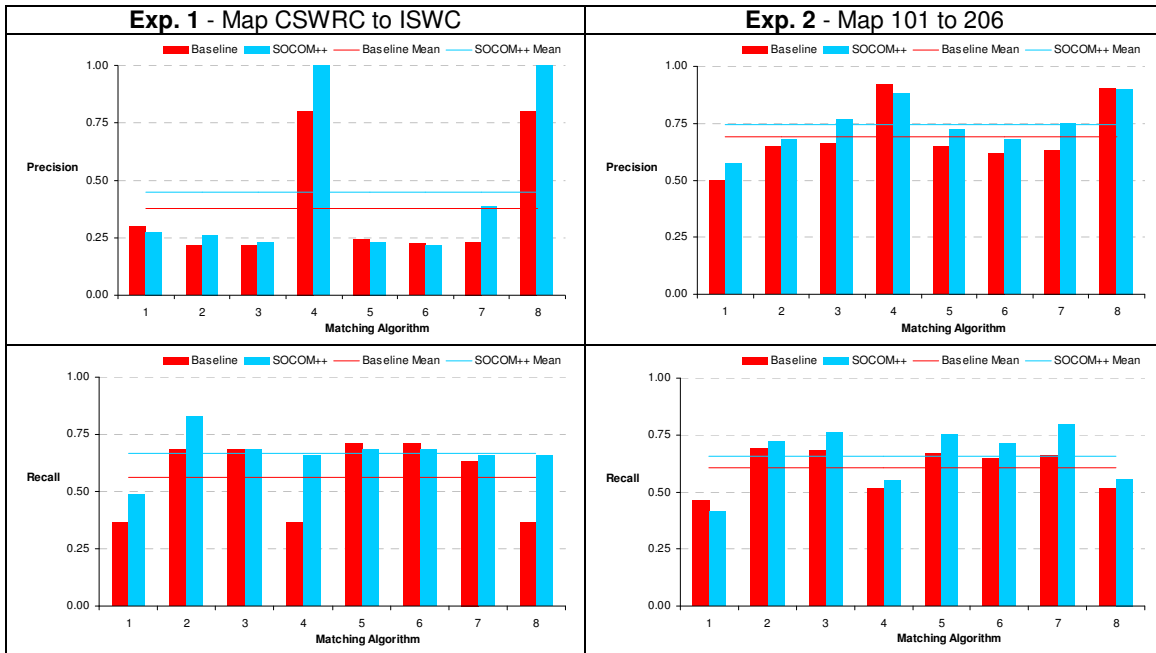 Exp. 1 - Map CSWRC to ISWC
Exp. 2 - Map 101 to 206
Baseline SOCOM++ Baseline Mean SOCOM++ Mean
1.00
0.75
Precision
0.50
0.25
0.00
1 2 3 4 5 6 7 8
Matching Algorithm
Baseline SOCOM++ Baseline Mean SOCOM++ Mean
1.00
0.75
Precision
0.50
0.25
0.00
1 2 3 4 5 6 7 8
Matching Algorithm
Baseline SOCOM++ Baseline Mean SOCOM++ Mean
1.00
0.75
Recall
0.50
0.25
0.00
1 2 3 4 5 6 7 8
Matching Algorithm
Baseline SOCOM++ Baseline Mean SOCOM++ Mean
1.00
0.75
Recall
0.50
0.25
0.00
1 2 3 4 5 6 7 8
Matching Algorithm